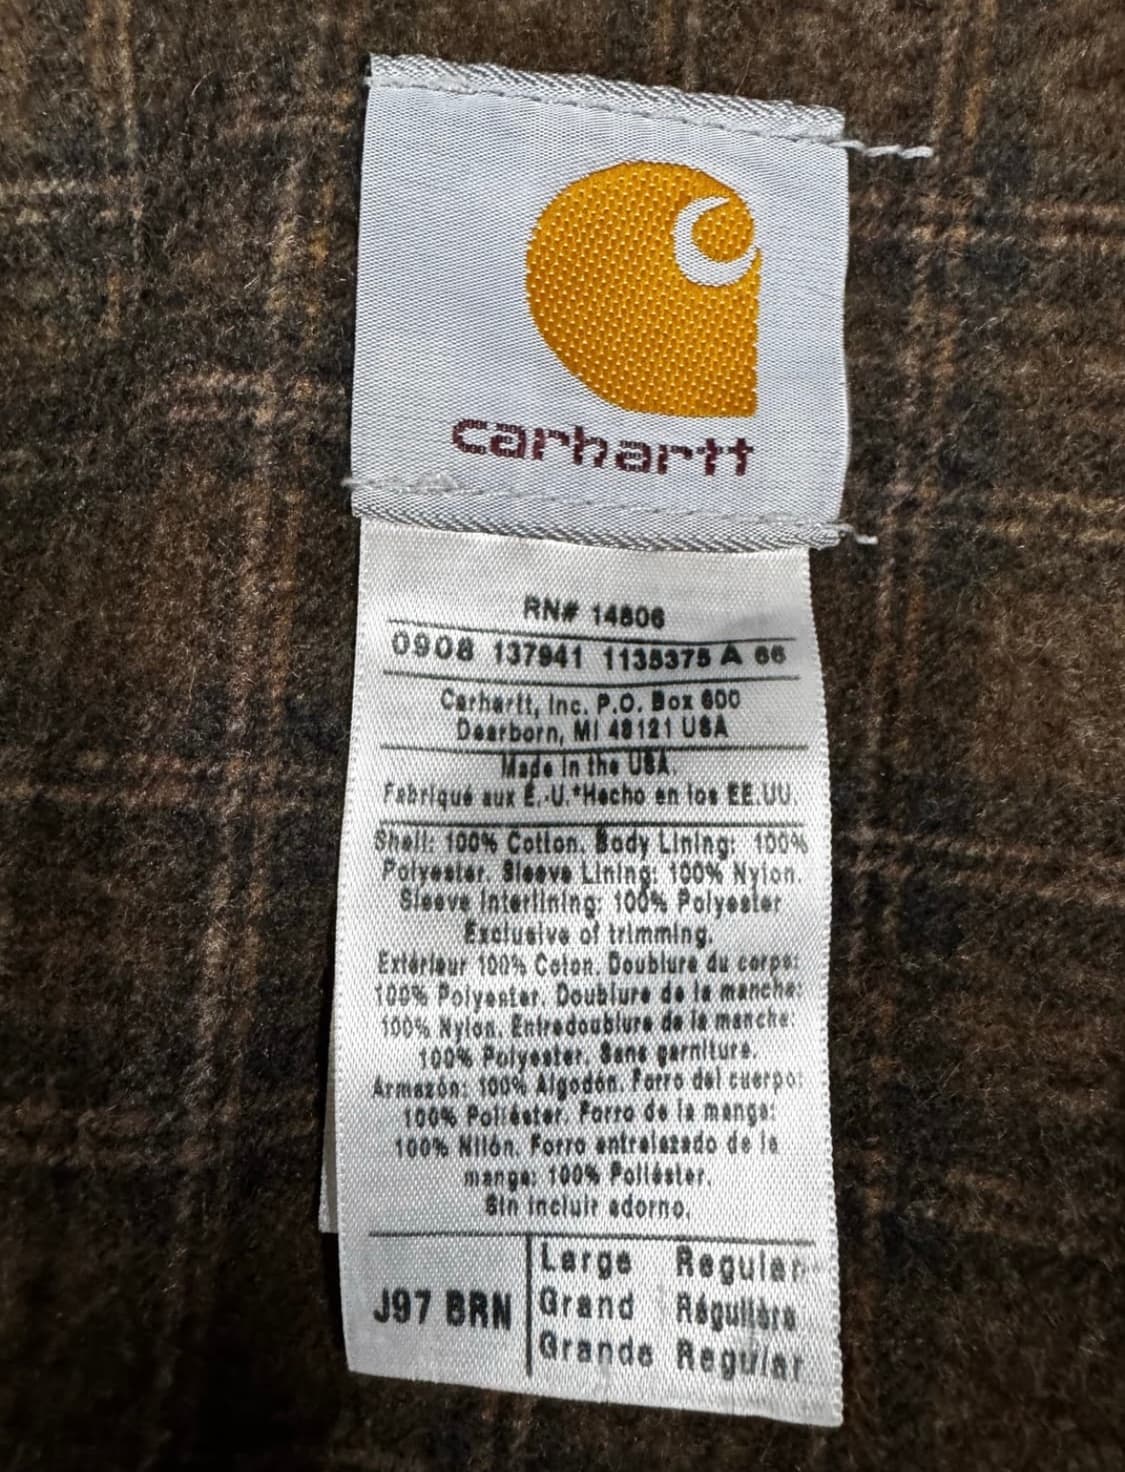 carhartt
RN# 14806
0908 137941 1135375 A 66
Carhartt, Inc. P.O. Box 600
Dearborn, MI 48121 USA
Made in the USA.
Fabriqué aux É.-U.*Hecho en los EE.UU.
Shell: 100% Cotton. Body Lining: 100%
Polyester. Sleeve Lining: 100% Nylon.
Sleeve Interlining: 100% Polyester
Exclusive of trimming.
Extérieur 100% Coton. Doublure du corps:
100% Polyester. Doublure de la manche:
100% Nylon. Entredoublure de la manche:
100% Polyester. Sans garniture.
Armazón: 100% Algodón. Forro del cuerpo:
100% Poliéster. Forro de la manga:
100% Nilón. Forro entrelazado de la
manga: 100% Poliéster.
Sin incluir adorno.
J97 BRN
Large Regular
Grand Régulière
Grande Regular